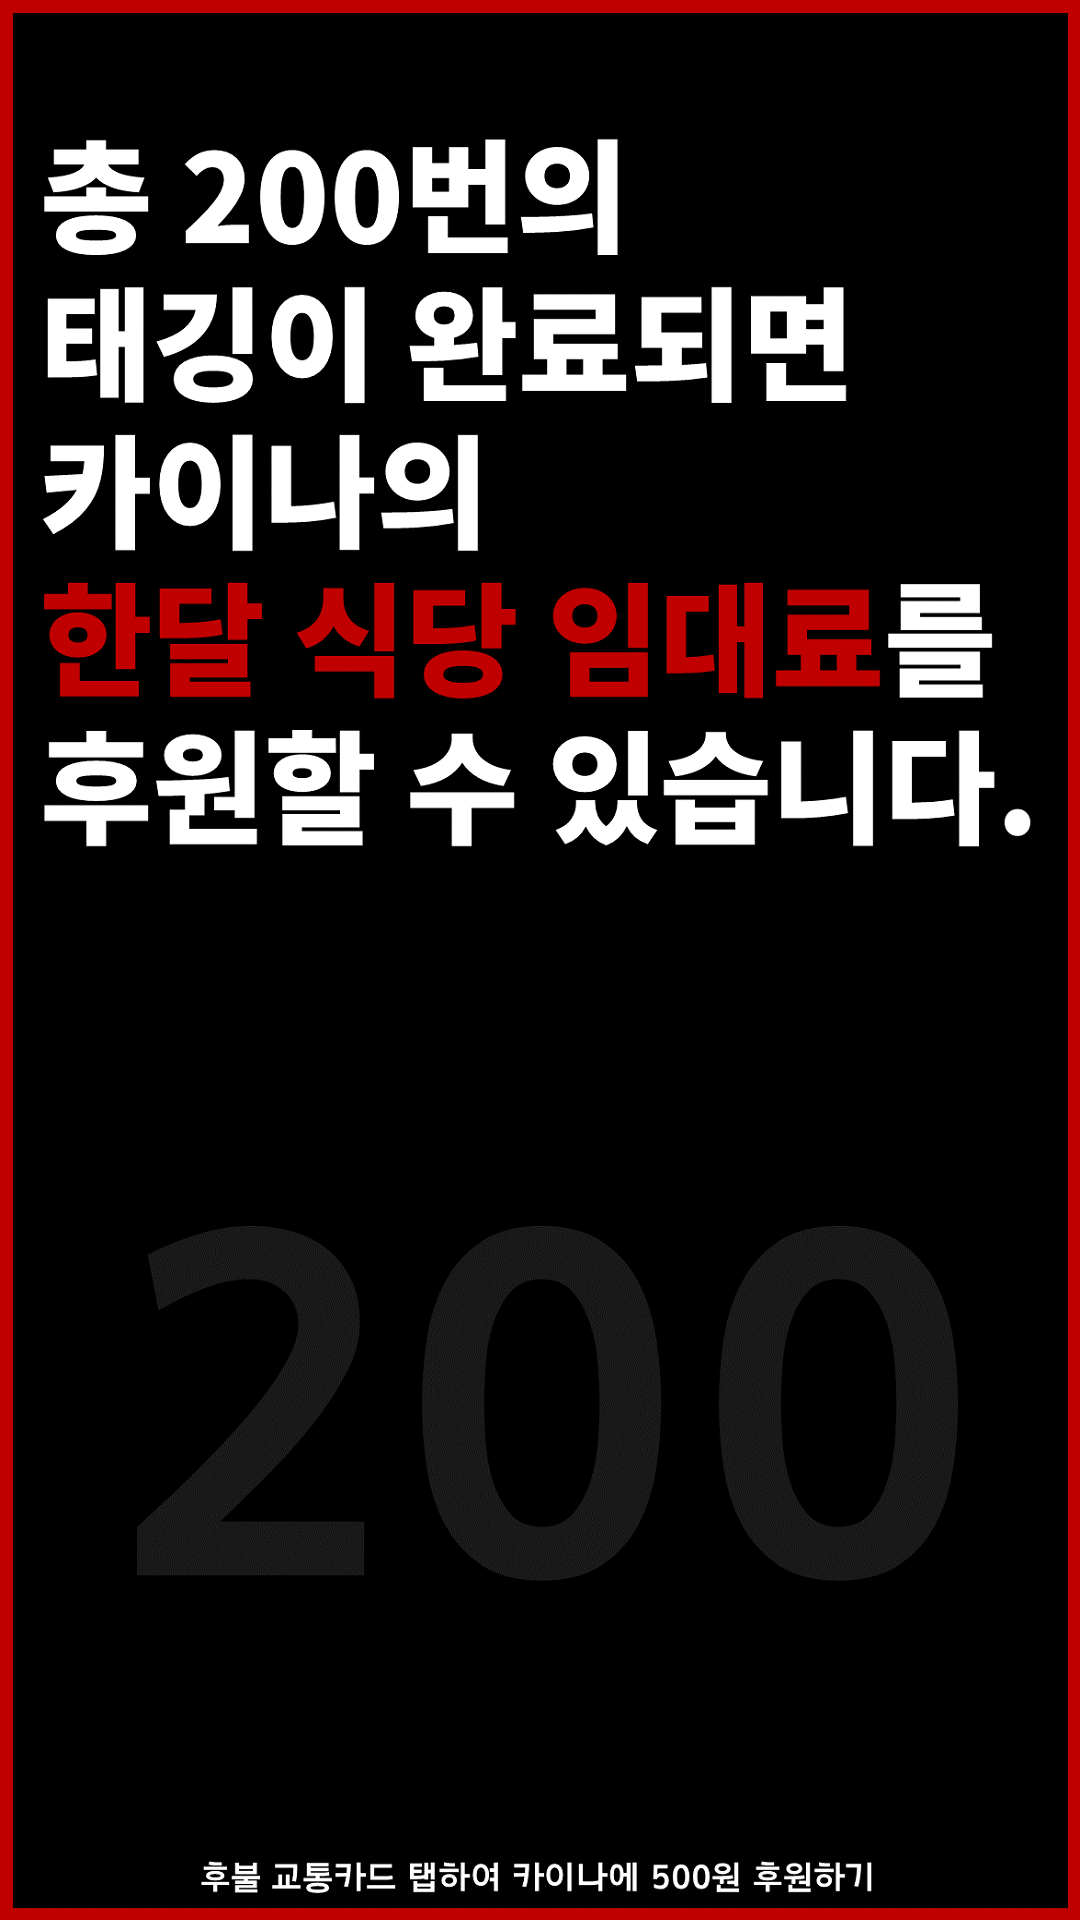 총 200번의
태깅이 완료되면
카이나의
한달 식당 임대료를
후원할 수 있습니다.
200
후불 교통카드 탭하여 카이나에 500원 후원하기